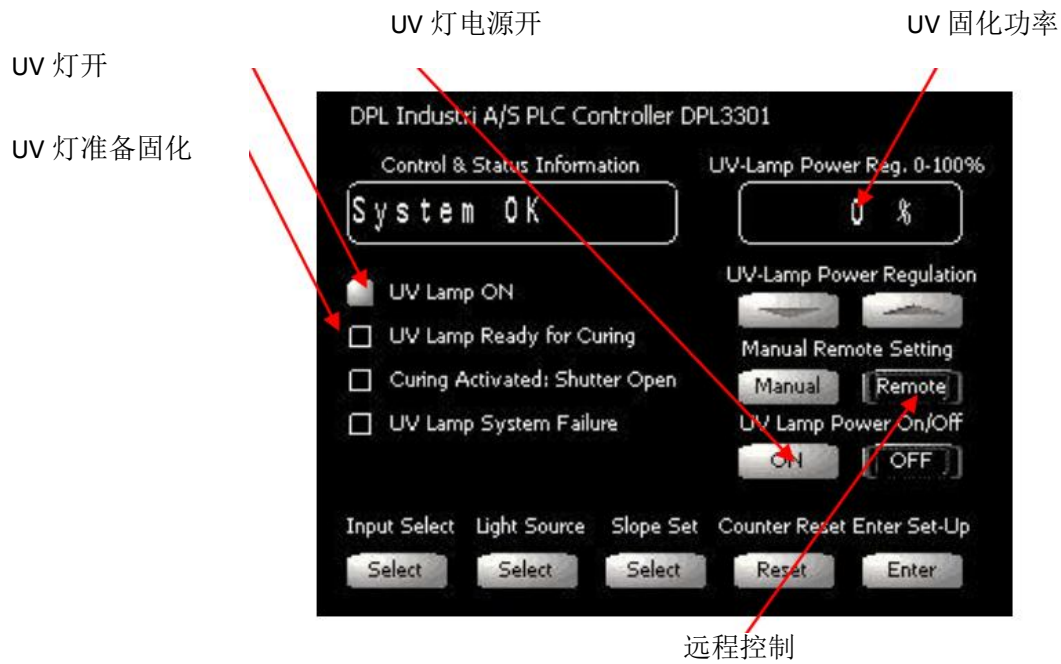 UV 灯电源开
UV 固化功率
UV 灯开
UV 灯准备固化
DPL Industri A/S PLC Controller DPL3301
Control & Status Information
UV-Lamp Power Reg. 0-100%
System OK
0 %
UV Lamp ON
UV Lamp Ready for Curing
Curing Activated: Shutter Open
UV Lamp System Failure
UV-Lamp Power Regulation
Manual Remote Setting
Manual
Remote
UV Lamp Power On/Off
ON
OFF
Input Select
Light Source
Slope Set
Counter Reset
Enter Set-Up
Select
Select
Select
Reset
Enter
远程控制